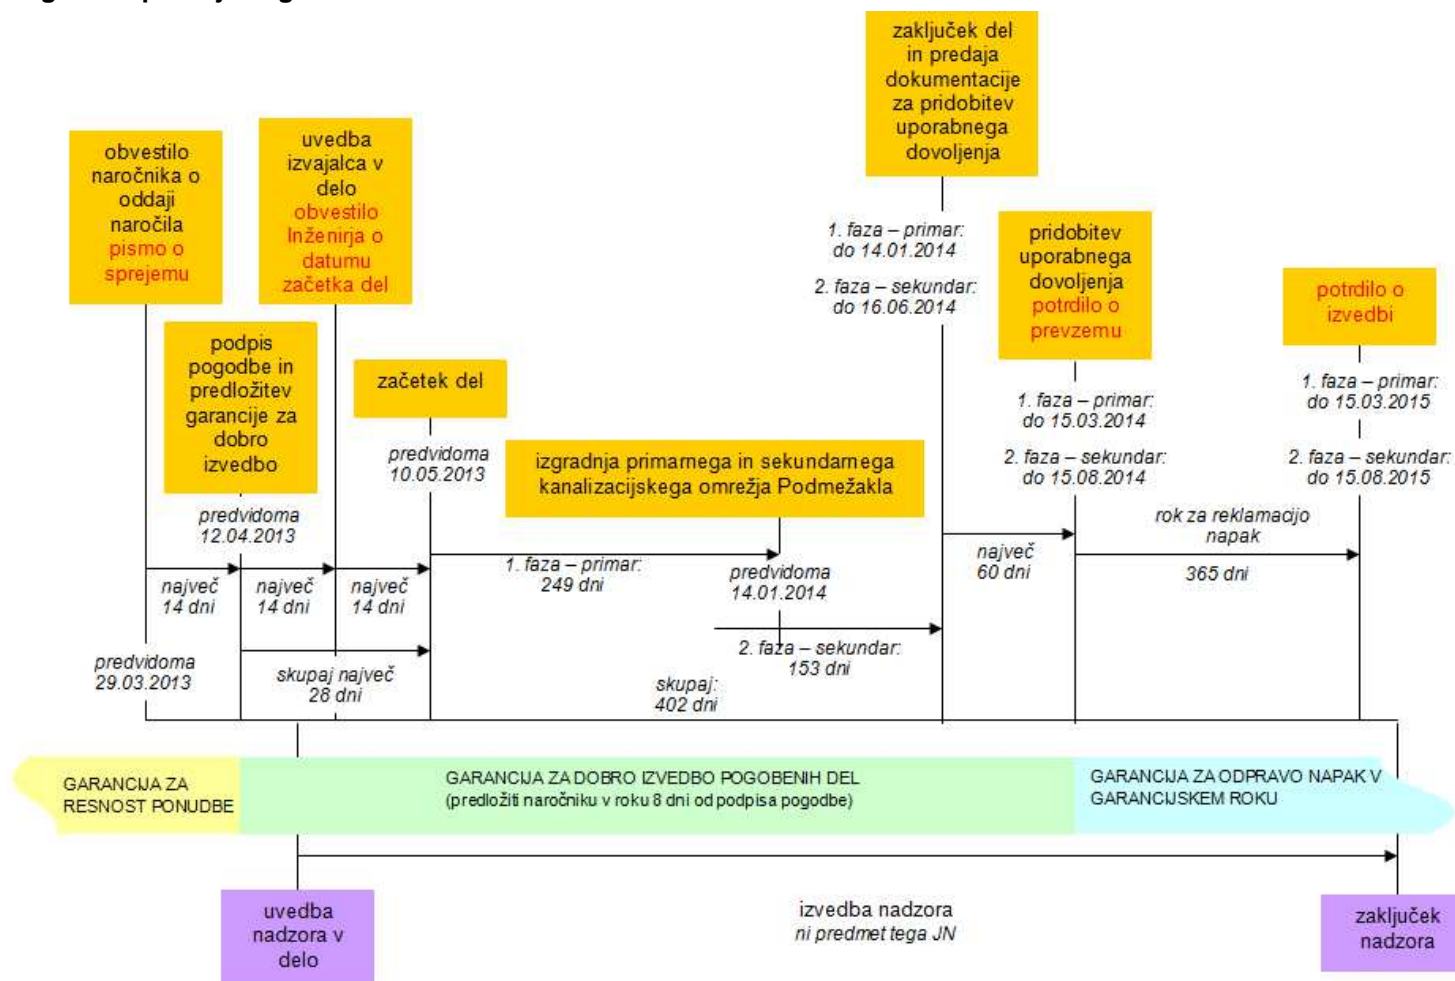 zaključek del
in predaja
dokumentacije
za pridobitev
uporabnega
dovoljenja
obvestilo
naročnika o
oddaji
naročila
pismo o
sprejemu
uvedba
izvajalca v
delo
obvestilo
Inženirja o
datumu
začetka del
1. faza – primar:
do 14.01.2014
2. faza – sekundar:
do 16.06.2014
pridobitev
uporabnega
dovoljenja
potrdilo o
prevzemu
potrdilo o
izvedbi
podpis
pogodbe in
predložitev
garancije za
dobro
izvedbo
začetek del
1. faza – primar:
do 15.03.2014
2. faza – sekundar:
do 15.08.2014
1. faza – primar:
do 15.03.2015
2. faza – sekundar:
do 15.08.2015
predvidoma
10.05.2013
izgradnja primarnega in sekundarnega
kanalizacijskega omrežja Podmežakla
predvidoma
12.04.2013
rok za reklamacijo
napak
največ
14 dni
največ
14 dni
največ
14 dni
1. faza – primar:
249 dni
predvidoma
14.01.2014
največ
60 dni
365 dni
predvidoma
29.03.2013
skupaj največ
28 dni
2. faza – sekundar:
153 dni
skupaj:
402 dni
GARANCIJA ZA
RESNOST PONUDBE
GARANCIJA ZA DOBRO IZVEDBO POGOBENIH DEL
(predložiti naročniku v roku 8 dni od podpisa pogodbe)
GARANCIJA ZA ODPRAVO NAPAK V
GARANCIJSKEM ROKU
uvedba
nadzora v
delo
izvedba nadzora
ni predmet tega JN
zaključek
nadzora